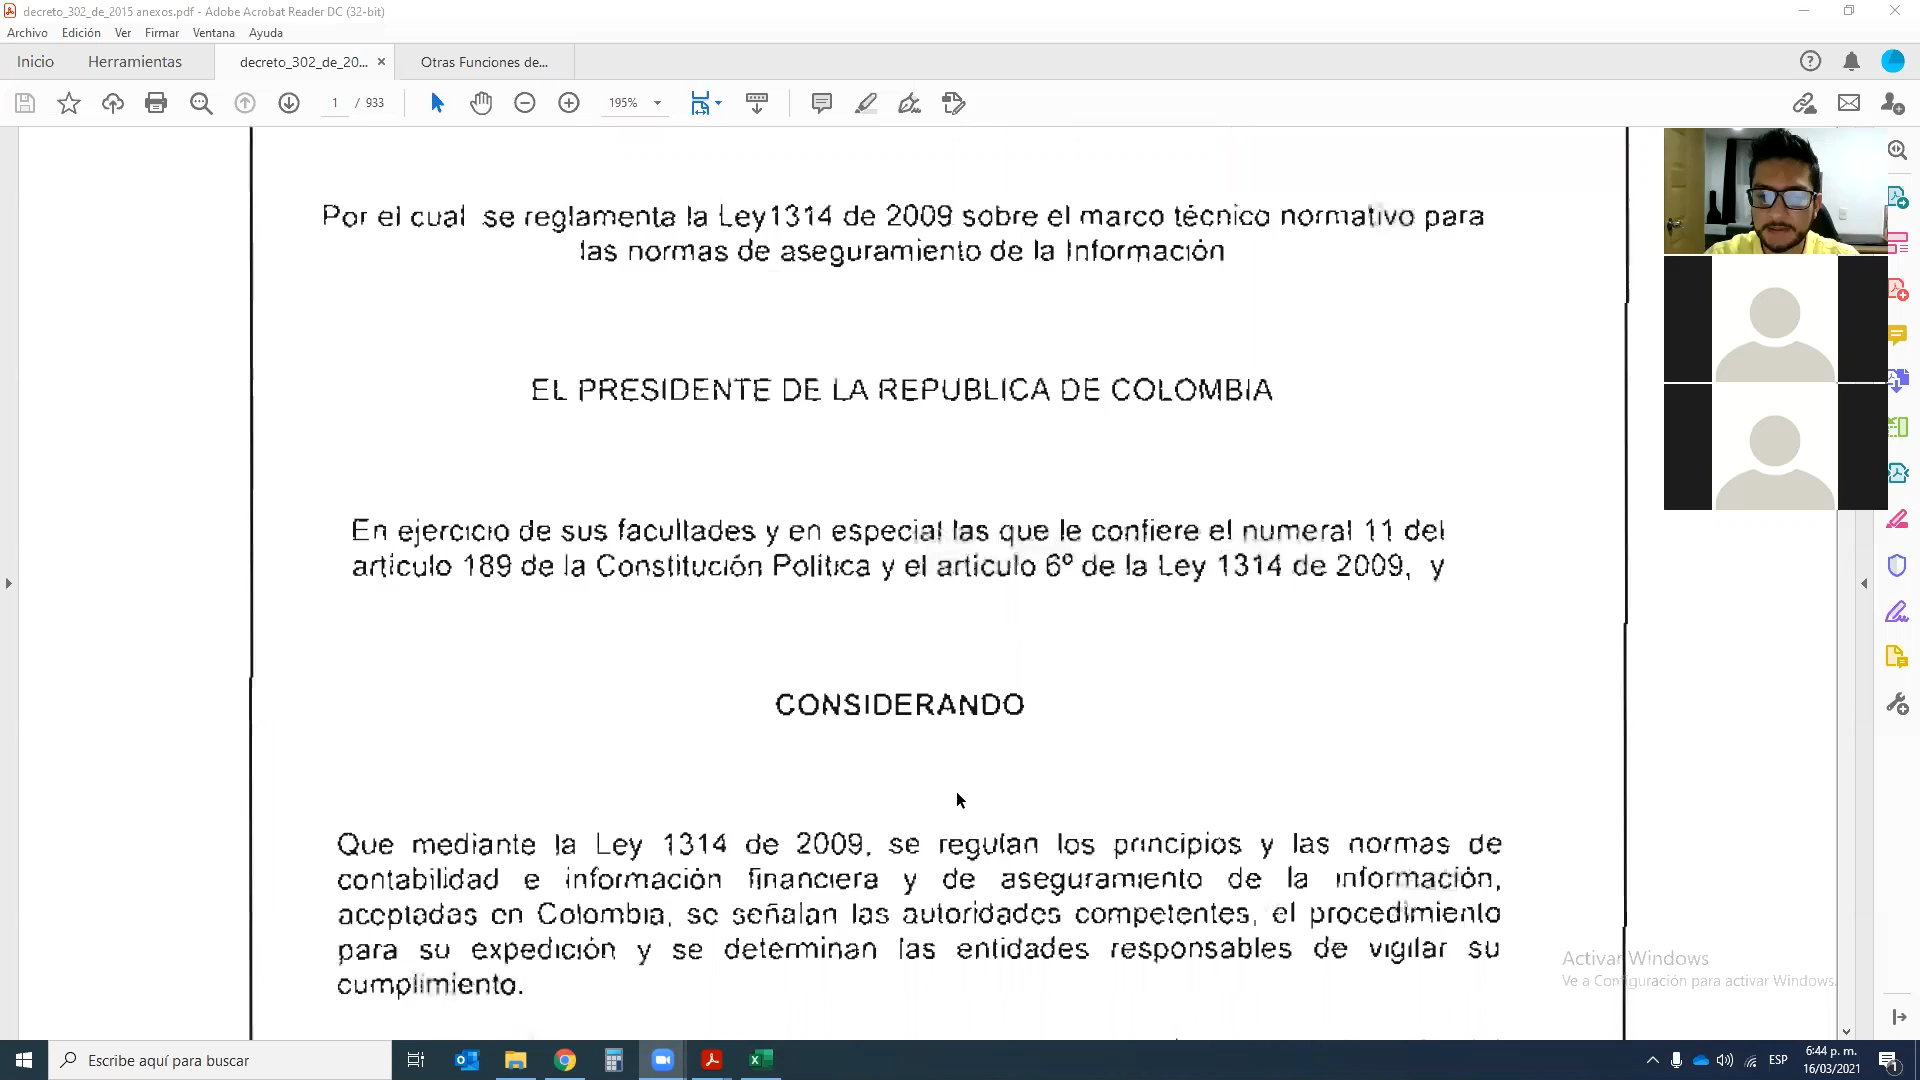 decreto_302_de_2015 anexos.pdf - Adobe Acrobat Reader DC (32-bit)
Archivo Edición Ver Firmar Ventana Ayuda
Inicio Herramientas decreto_302_de_20... × Otras Funciones de...
1 / 933 195%
Por el cual se reglamenta la Ley1314 de 2009 sobre el marco técnico normativo para
las normas de aseguramiento de la Información
EL PRESIDENTE DE LA REPUBLICA DE COLOMBIA
En ejercicio de sus facultades y en especial las que le confiere el numeral 11 del
artículo 189 de la Constitución Política y el artículo 6º de la Ley 1314 de 2009, y
CONSIDERANDO
Que mediante la Ley 1314 de 2009, se regulan los principios y las normas de
contabilidad e información financiera y de aseguramiento de la información,
aceptadas en Colombia, se señalan las autoridades competentes, el procedimiento
para su expedición y se determinan las entidades responsables de vigilar su
cumplimiento.
Activar Windows
Ve a Configuración para activar Windows.
Escribe aquí para buscar
ESP
6:44 p. m.
16/03/2021
1